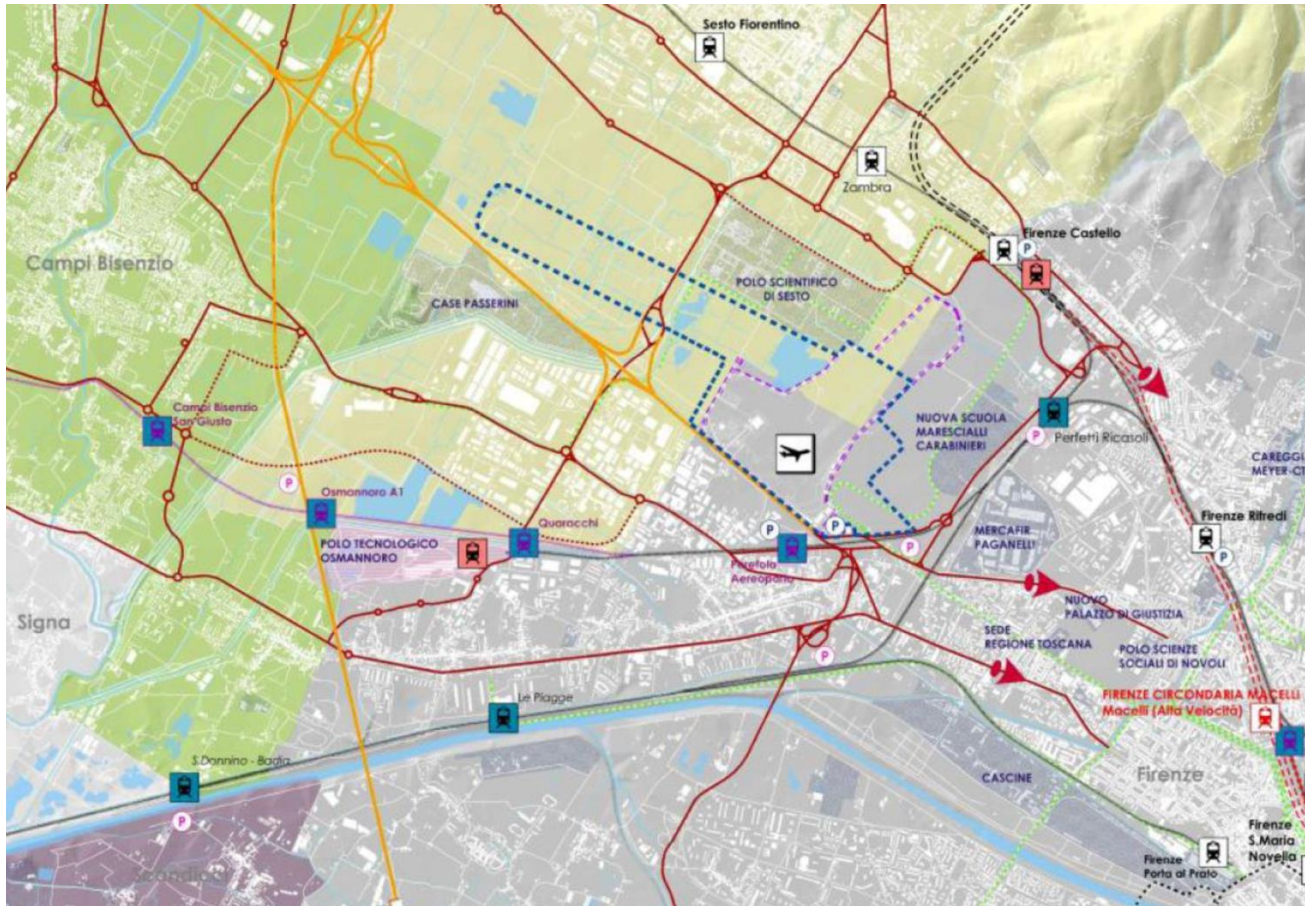 Sesto Fiorentino
Zambra
Firenze Castello
P
Campi Bisenzio
CASE PASSERINI
POLO SCIENTIFICO
DI SESTO
Campi Bisenzio
San Giusto
NUOVA SCUOLA
MARESCIALLI
CARABINIERI
P
Perfetti Ricasoli
CAREGGI
P
Osmannoro A1
Quaracchi
POLO TECNOLOGICO
OSMANNORO
P
P
P
Peretola
Aereoporto
MERCAFIR
PAGANELLI
Firenze Rifredi
P
Signa
NUOVO
PALAZZO DI GIUSTIZIA
SEDE
REGIONE TOSCANA
POLO SCIENZE
SOCIALI DI NOVOLI
P
Le Piagge
FIRENZE CIRCONDARIA MACELLI
Macelli (Alta Velocità)
S.Donnino - Badia
P
CASCINE
Firenze
Scandicci
Firenze
S.Maria
Novella
Firenze
Porta al Prato